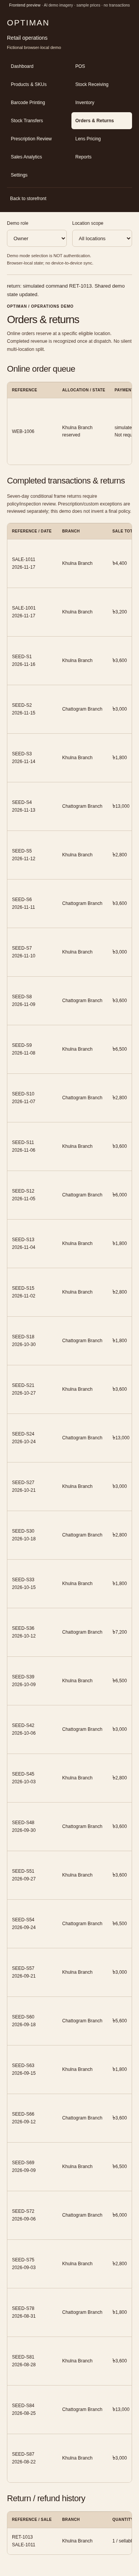 Frontend preview · AI demo imagery · sample prices · no transactions
OPTIMAN
Retail operations
Fictional browser-local demo
Dashboard
POS
Products & SKUs
Stock Receiving
Barcode Printing
Inventory
Stock Transfers
Orders & Returns
Prescription Review
Lens Pricing
Sales Analytics
Reports
Settings
Back to storefront
Demo role
Location scope
Owner
All locations
Demo mode selection is NOT authentication.
Browser-local state; no device-to-device sync.
return: simulated command RET-1013. Shared demo
state updated.
OPTIMAN / OPERATIONS DEMO
Orders & returns
Online orders reserve at a specific eligible location.
Completed revenue is recognized once at dispatch. No silent
multi-location split.
Online order queue
REFERENCE
ALLOCATION / STATE
PAYMEN
WEB-1006
Khulna Branch
reserved
simulate
Not requ
Completed transactions & returns
Seven-day conditional frame returns require
policy/inspection review. Prescription/custom exceptions are
reviewed separately; this demo does not invent a final policy.
REFERENCE / DATE
BRANCH
SALE TOT
SALE-1011
2026-11-17
Khulna Branch
৳4,400
SALE-1001
2026-11-17
Khulna Branch
৳3,200
SEED-S1
2026-11-16
Khulna Branch
৳3,600
SEED-S2
2026-11-15
Chattogram Branch
৳3,000
SEED-S3
2026-11-14
Khulna Branch
৳1,800
SEED-S4
2026-11-13
Chattogram Branch
৳13,000
SEED-S5
2026-11-12
Khulna Branch
৳2,800
SEED-S6
2026-11-11
Chattogram Branch
৳3,600
SEED-S7
2026-11-10
Khulna Branch
৳3,000
SEED-S8
2026-11-09
Chattogram Branch
৳3,600
SEED-S9
2026-11-08
Khulna Branch
৳6,500
SEED-S10
2026-11-07
Chattogram Branch
৳2,800
SEED-S11
2026-11-06
Khulna Branch
৳3,600
SEED-S12
2026-11-05
Chattogram Branch
৳6,000
SEED-S13
2026-11-04
Khulna Branch
৳1,800
SEED-S15
2026-11-02
Khulna Branch
৳2,800
SEED-S18
2026-10-30
Chattogram Branch
৳1,800
SEED-S21
2026-10-27
Khulna Branch
৳3,600
SEED-S24
2026-10-24
Chattogram Branch
৳13,000
SEED-S27
2026-10-21
Khulna Branch
৳3,000
SEED-S30
2026-10-18
Chattogram Branch
৳2,800
SEED-S33
2026-10-15
Khulna Branch
৳1,800
SEED-S36
2026-10-12
Chattogram Branch
৳7,200
SEED-S39
2026-10-09
Khulna Branch
৳6,500
SEED-S42
2026-10-06
Chattogram Branch
৳3,000
SEED-S45
2026-10-03
Khulna Branch
৳2,800
SEED-S48
2026-09-30
Chattogram Branch
৳3,600
SEED-S51
2026-09-27
Khulna Branch
৳3,600
SEED-S54
2026-09-24
Chattogram Branch
৳6,500
SEED-S57
2026-09-21
Khulna Branch
৳3,000
SEED-S60
2026-09-18
Chattogram Branch
৳5,600
SEED-S63
2026-09-15
Khulna Branch
৳1,800
SEED-S66
2026-09-12
Chattogram Branch
৳3,600
SEED-S69
2026-09-09
Khulna Branch
৳6,500
SEED-S72
2026-09-06
Chattogram Branch
৳6,000
SEED-S75
2026-09-03
Khulna Branch
৳2,800
SEED-S78
2026-08-31
Chattogram Branch
৳1,800
SEED-S81
2026-08-28
Khulna Branch
৳3,600
SEED-S84
2026-08-25
Chattogram Branch
৳13,000
SEED-S87
2026-08-22
Khulna Branch
৳3,000
Return / refund history
REFERENCE / SALE
BRANCH
QUANTIT
RET-1013
SALE-1011
Khulna Branch
1 / sellabl